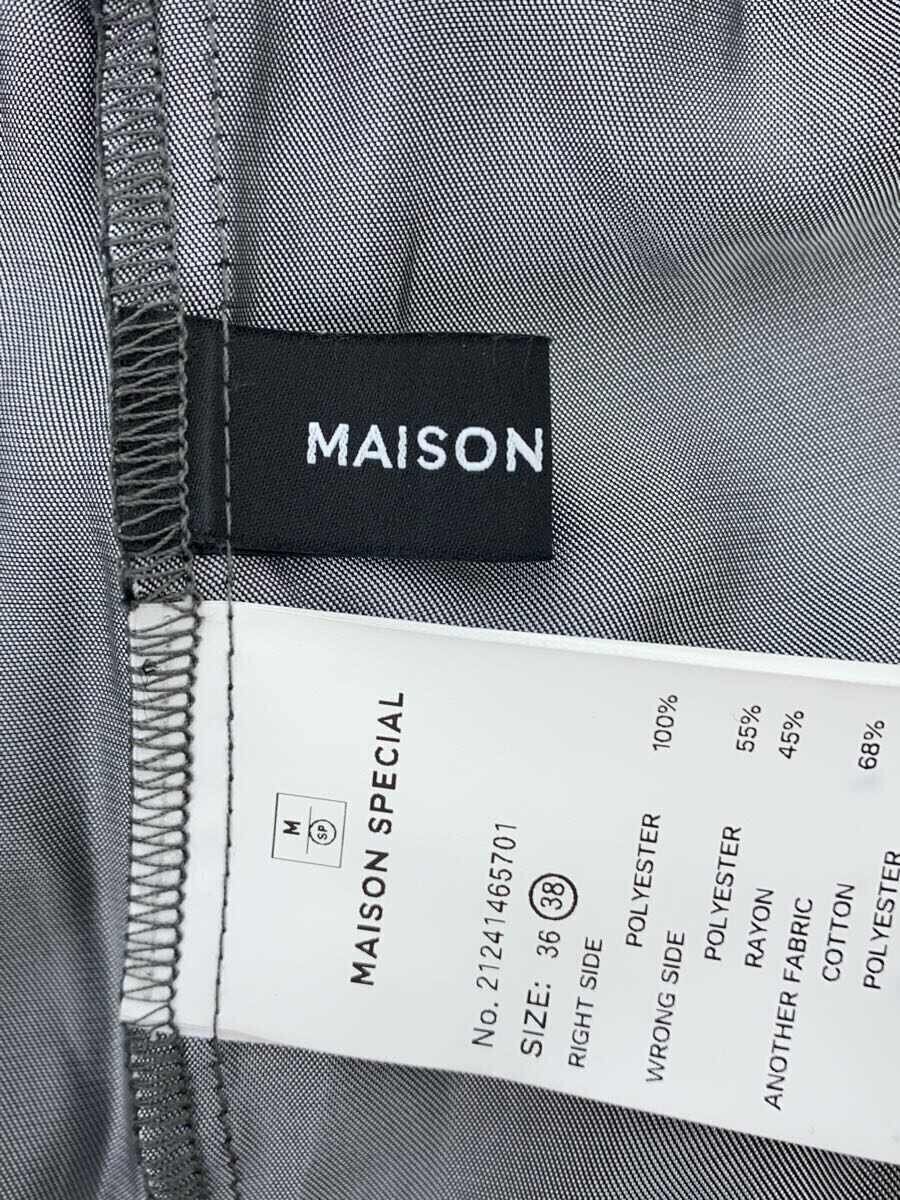 MAISON
M
SP
MAISON SPECIAL
No. 21241465701
SIZE: 36 38
RIGHT SIDE
POLYESTER 100%
WRONG SIDE
POLYESTER 55%
RAYON 45%
ANOTHER FABRIC
COTTON 68%
POLYESTER